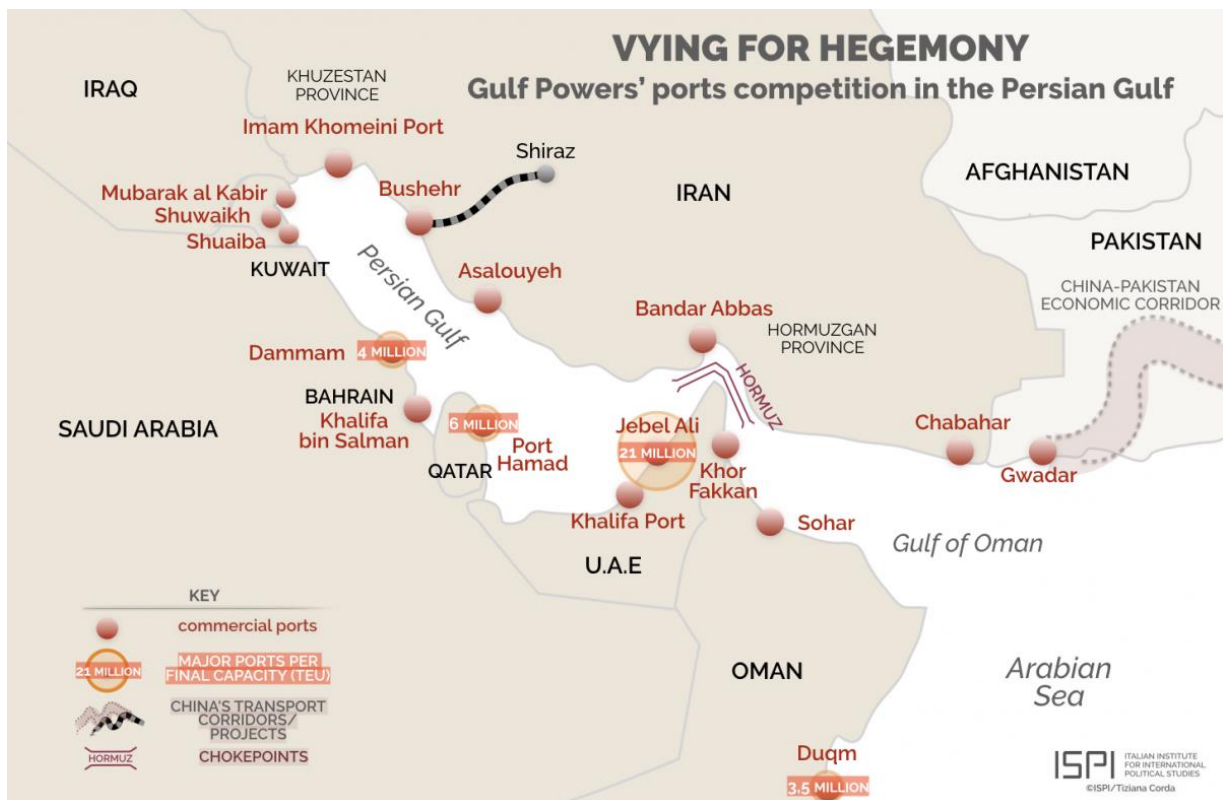 VYING FOR HEGEMONY
Gulf Powers' ports competition in the Persian Gulf
IRAQ
KHUZESTAN
PROVINCE
Imam Khomeini Port
Shiraz
Mubarak al Kabir
Shuwaikh
Shuaiba
Bushehr
IRAN
AFGHANISTAN
PAKISTAN
KUWAIT
Persian Gulf
Asalouyeh
CHINA-PAKISTAN
ECONOMIC CORRIDOR
Bandar Abbas
HORMUZGAN
PROVINCE
Dammam
4 MILLION
HORMUZ
BAHRAIN
Khalifa
bin Salman
SAUDI ARABIA
6 MILLION
Port
Hamad
QATAR
Jebel Ali
21 MILLION
Khor
Fakkan
Chabahar
Gwadar
Khalifa Port
Sohar
Gulf of Oman
U.A.E
KEY
commercial ports
21 MILLION
MAJOR PORTS PER
FINAL CAPACITY (TEU)
CHINA'S TRANSPORT
CORRIDORS/
PROJECTS
HORMUZ
CHOKEPOINTS
OMAN
Arabian
Sea
Duqm
3.5 MILLION
ISPI
ITALIAN INSTITUTE
FOR INTERNATIONAL
POLITICAL STUDIES
©ISPI/Tiziana Corda